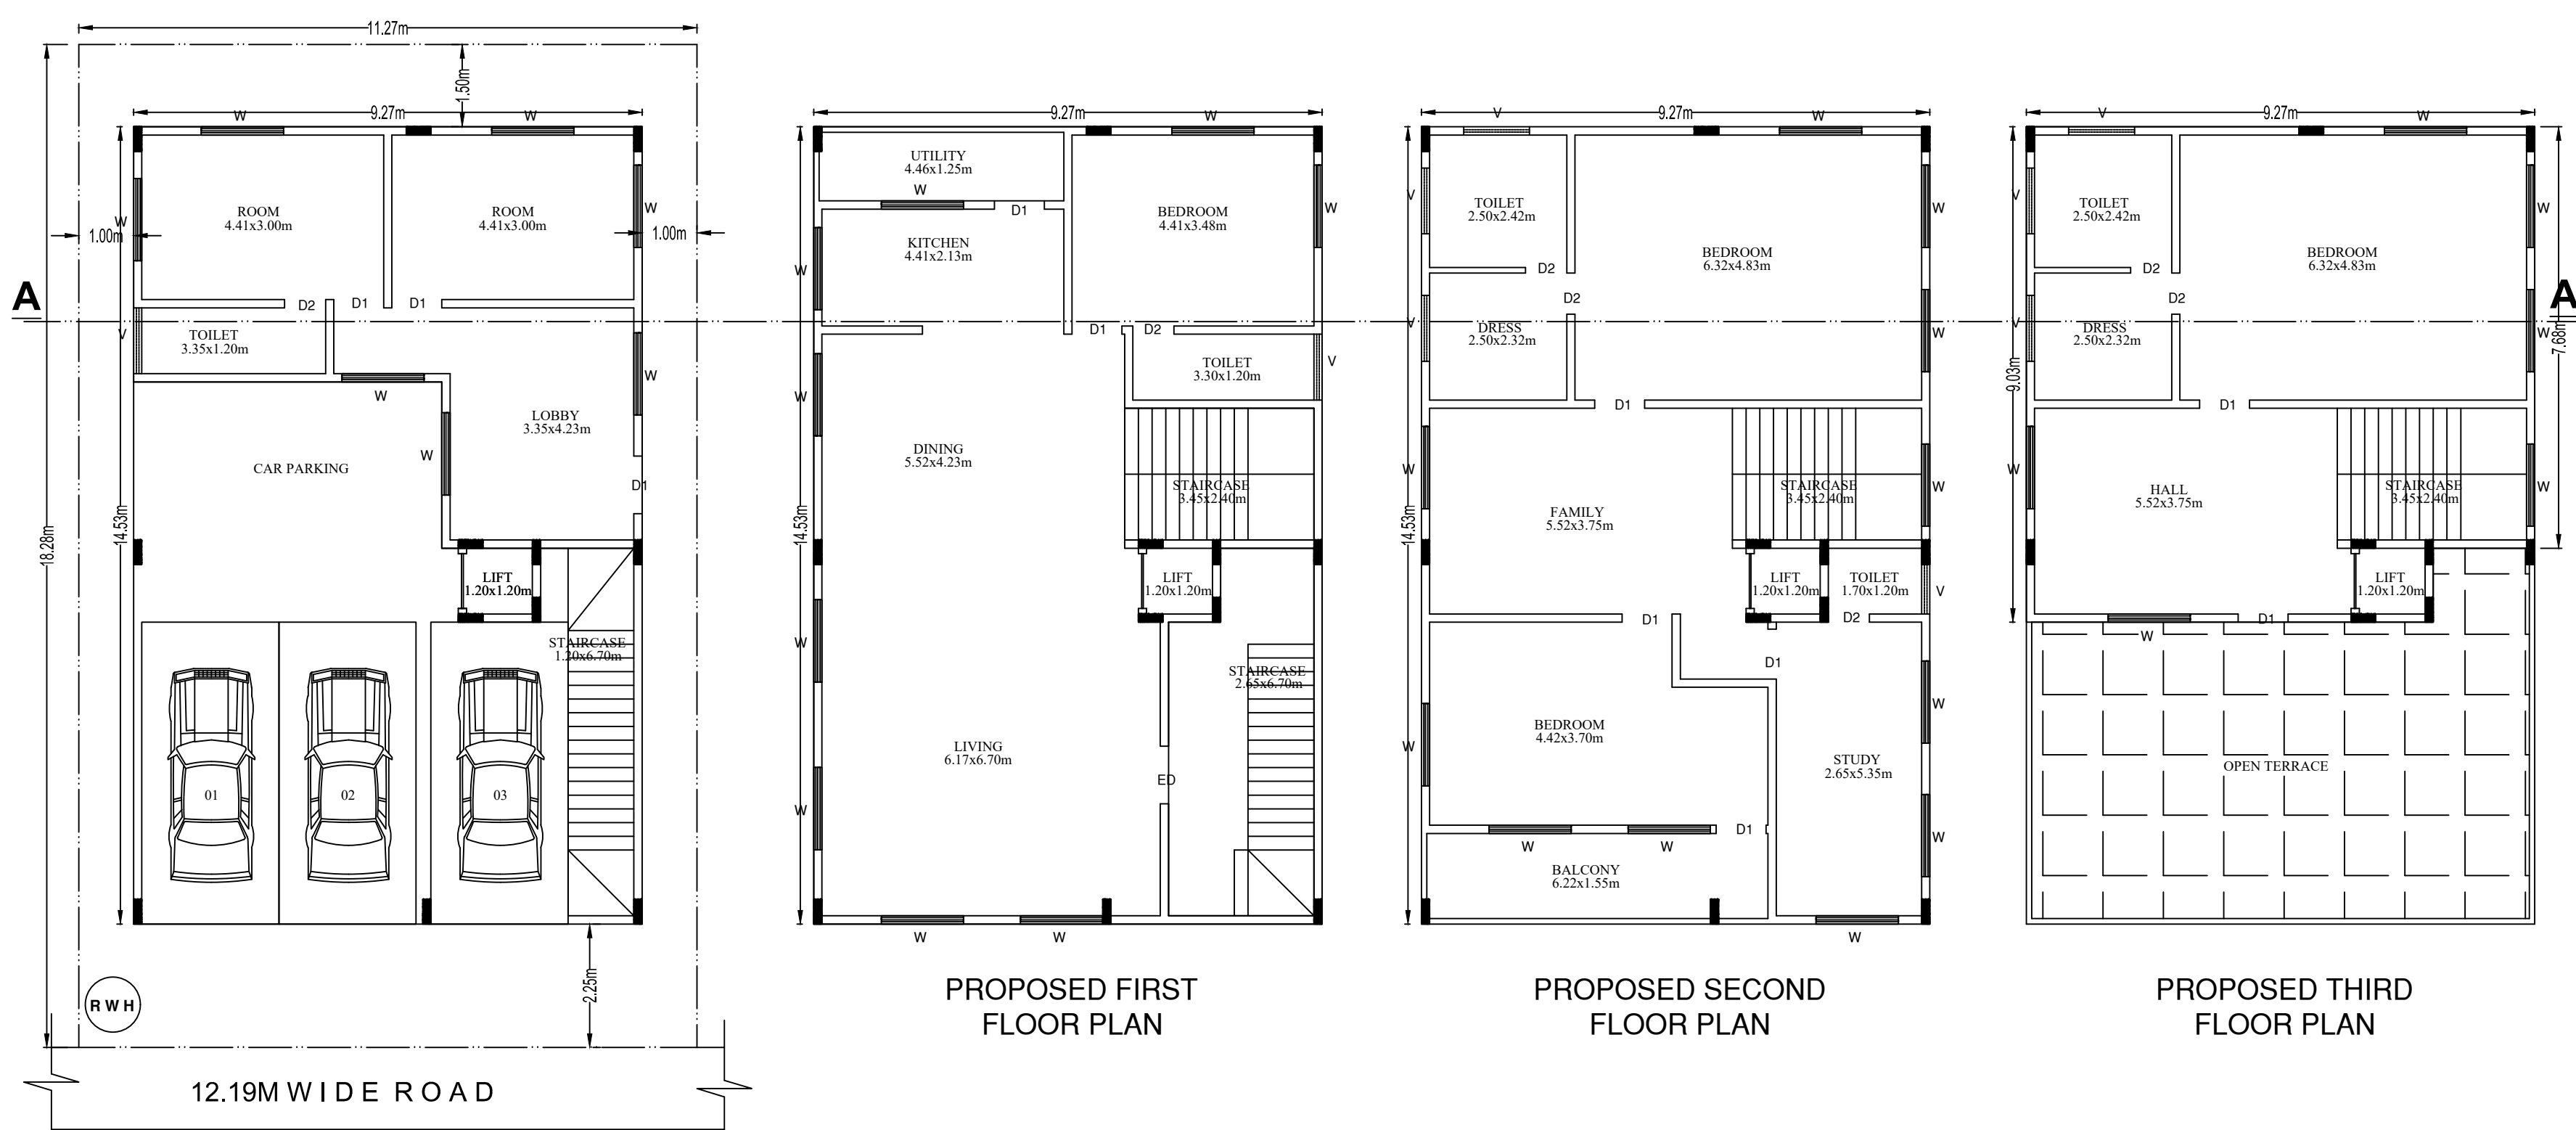 11.27m
1.50m
9.27m
W
W
ROOM
4.41x3.00m
ROOM
4.41x3.00m
W
W
1.00m
1.00m
A
D2
D1
D1
V
TOILET
3.35x1.20m
W
W
LOBBY
3.35x4.23m
W
CAR PARKING
D1
18.28m
14.53m
LIFT
1.20x1.20m
STAIRCASE
1.20x6.70m
01
02
03
2.25m
R W H
12.19M W I D E R O A D
9.27m
W
UTILITY
4.46x1.25m
W
D1
BEDROOM
4.41x3.48m
W
KITCHEN
4.41x2.13m
W
D1
D2
TOILET
3.30x1.20m
V
W
DINING
5.52x4.23m
STAIRCASE
3.45x2.40m
14.53m
LIFT
1.20x1.20m
W
STAIRCASE
2.65x6.70m
LIVING
6.17x6.70m
ED
W
W
W
PROPOSED FIRST
FLOOR PLAN
9.27m
V
W
V
TOILET
2.50x2.42m
W
D2
BEDROOM
6.32x4.83m
D2
V
DRESS
2.50x2.32m
W
D1
W
STAIRCASE
3.45x2.40m
W
FAMILY
5.52x3.75m
14.53m
LIFT
1.20x1.20m
TOILET
1.70x1.20m
V
D1
D2
D1
W
BEDROOM
4.42x3.70m
W
STUDY
2.65x5.35m
D1
W
W
W
BALCONY
6.22x1.55m
W
PROPOSED SECOND
FLOOR PLAN
9.27m
V
W
V
TOILET
2.50x2.42m
W
D2
BEDROOM
6.32x4.83m
D2
A
V
DRESS
2.50x2.32m
W
7.68m
9.03m
D1
W
HALL
5.52x3.75m
STAIRCASE
3.45x2.40m
W
LIFT
1.20x1.20m
D1
W
OPEN TERRACE
PROPOSED THIRD
FLOOR PLAN